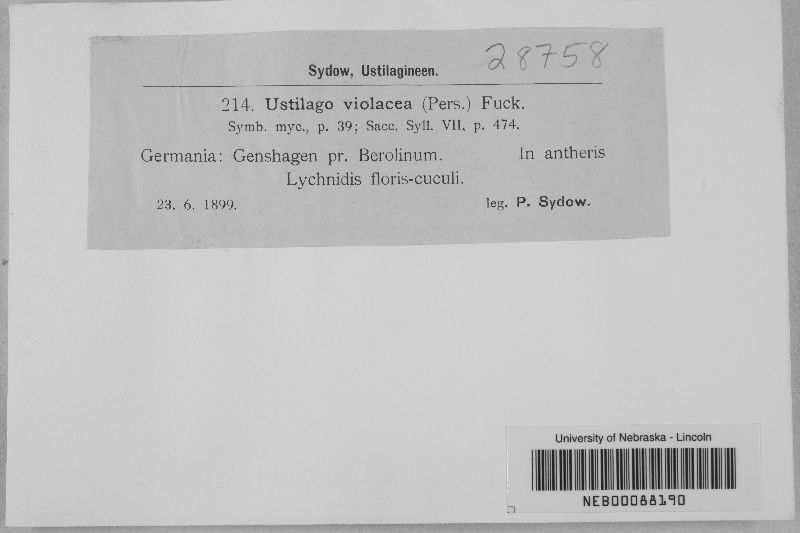 28758
Sydow, Ustilagineen.
214. Ustilago violacea (Pers.) Fuck.
Symb. myc., p. 39; Sacc. Syll. VII, p. 474.
Germania: Genshagen pr. Berolinum. In antheris
Lychnidis floris-cuculi.
23. 6. 1899. leg. P. Sydow.
University of Nebraska - Lincoln
NEB00088190